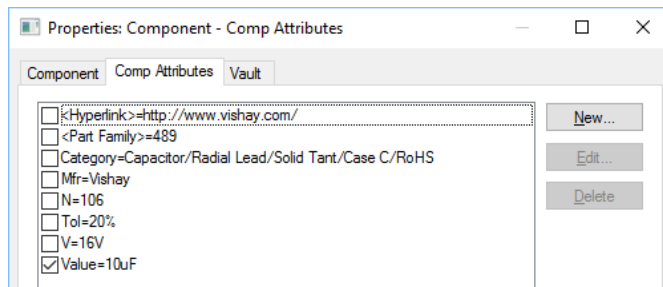 Properties: Component - Comp Attributes
Component Comp Attributes Vault
<Hyperlink>=http://www.vishay.com/
<Part Family>=489
Category=Capacitor/Radial Lead/Solid Tant/Case C/RoHS
Mfr=Vishay
N=106
Tol=20%
V=16V
Value=10uF
New...
Edit...
Delete